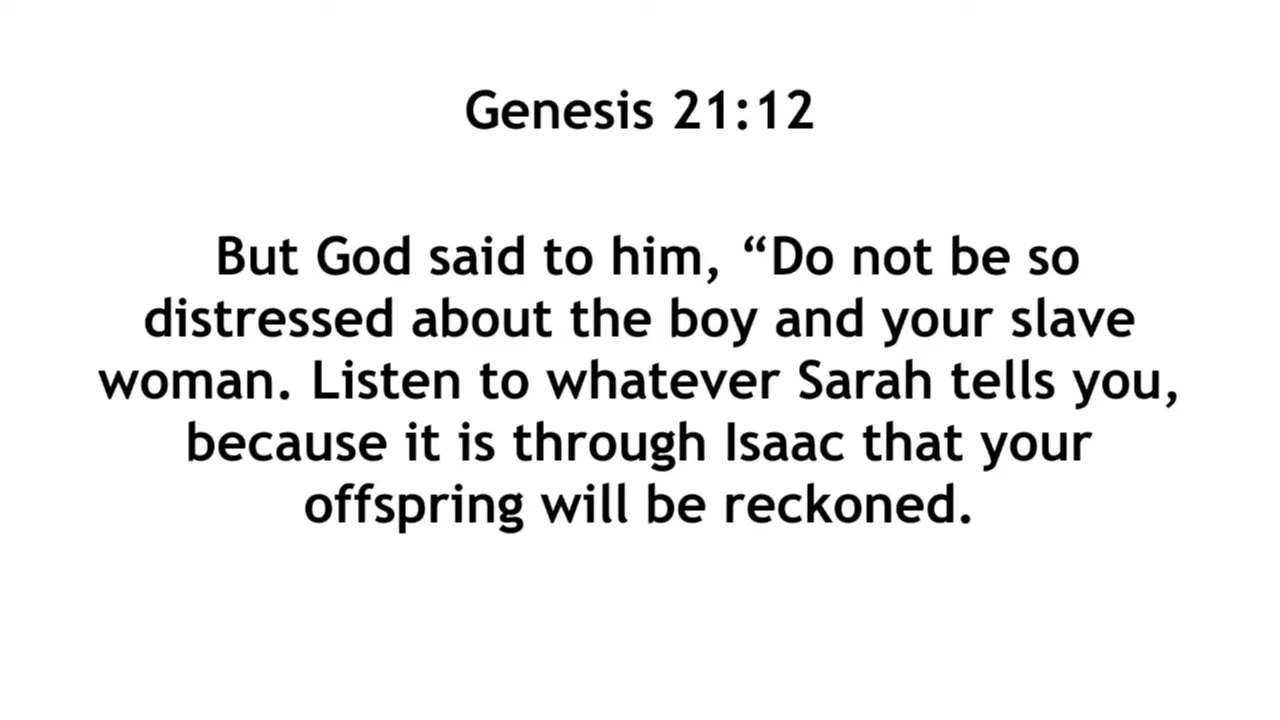 Genesis 21:12
But God said to him, “Do not be so
distressed about the boy and your slave
woman. Listen to whatever Sarah tells you,
because it is through Isaac that your
offspring will be reckoned.